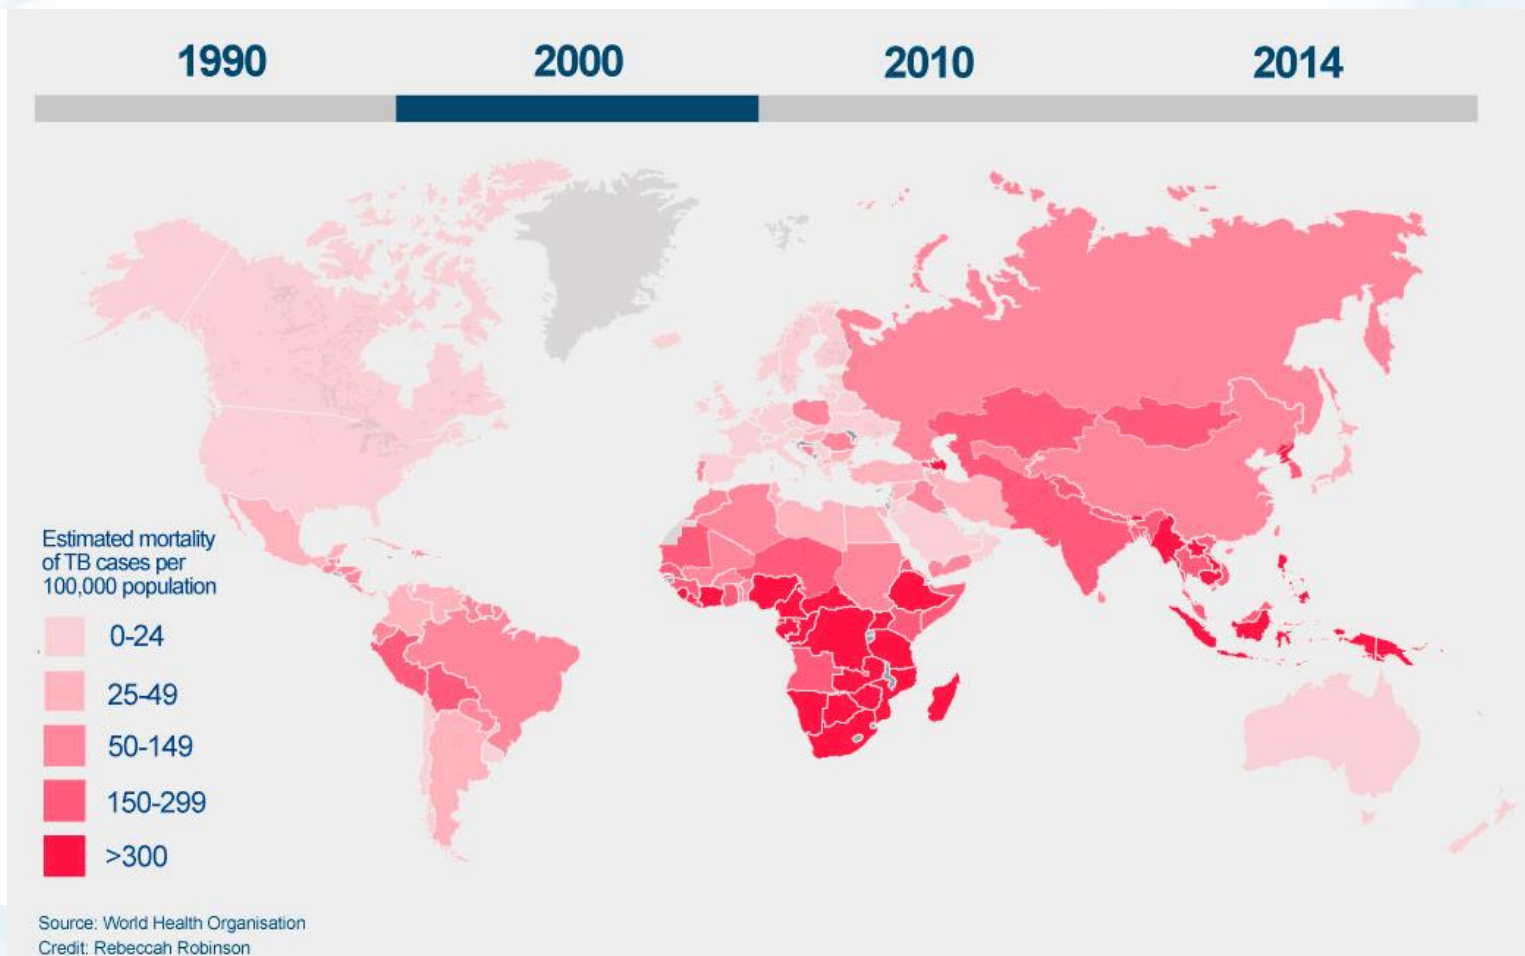 1990 2000 2010 2014
Estimated mortality
of TB cases per
100,000 population
0-24
25-49
50-149
150-299
>300
Source: World Health Organisation
Credit: Rebeccah Robinson